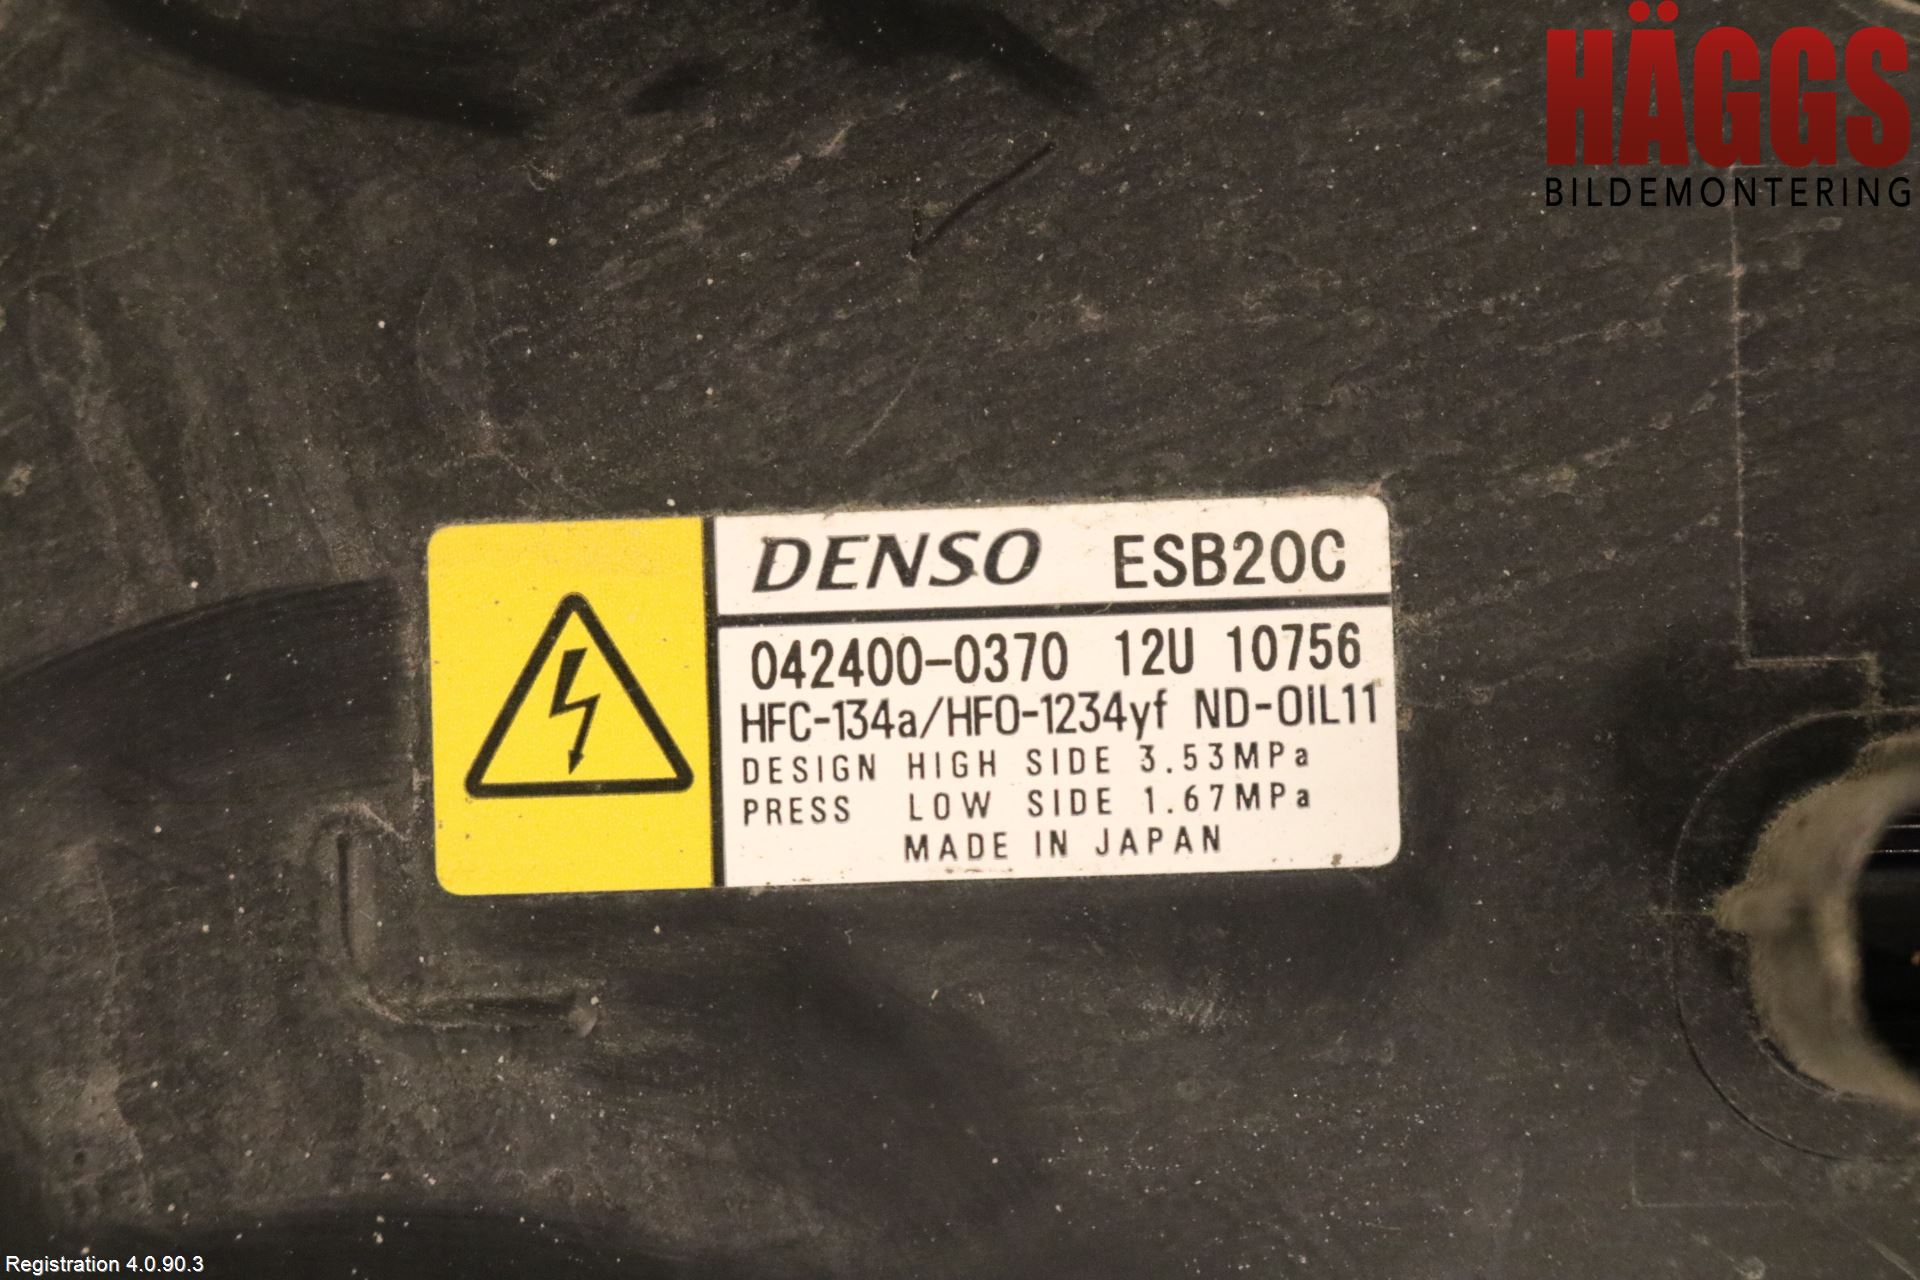 HÄGGS
BILDEMONTERING
DENSO ESB20C
042400-0370 12U 10756
HFC-134a/HFO-1234yf ND-OiL11
DESIGN HIGH SIDE 3.53MPa
PRESS LOW SIDE 1.67MPa
MADE IN JAPAN
Registration 4.0.90.3